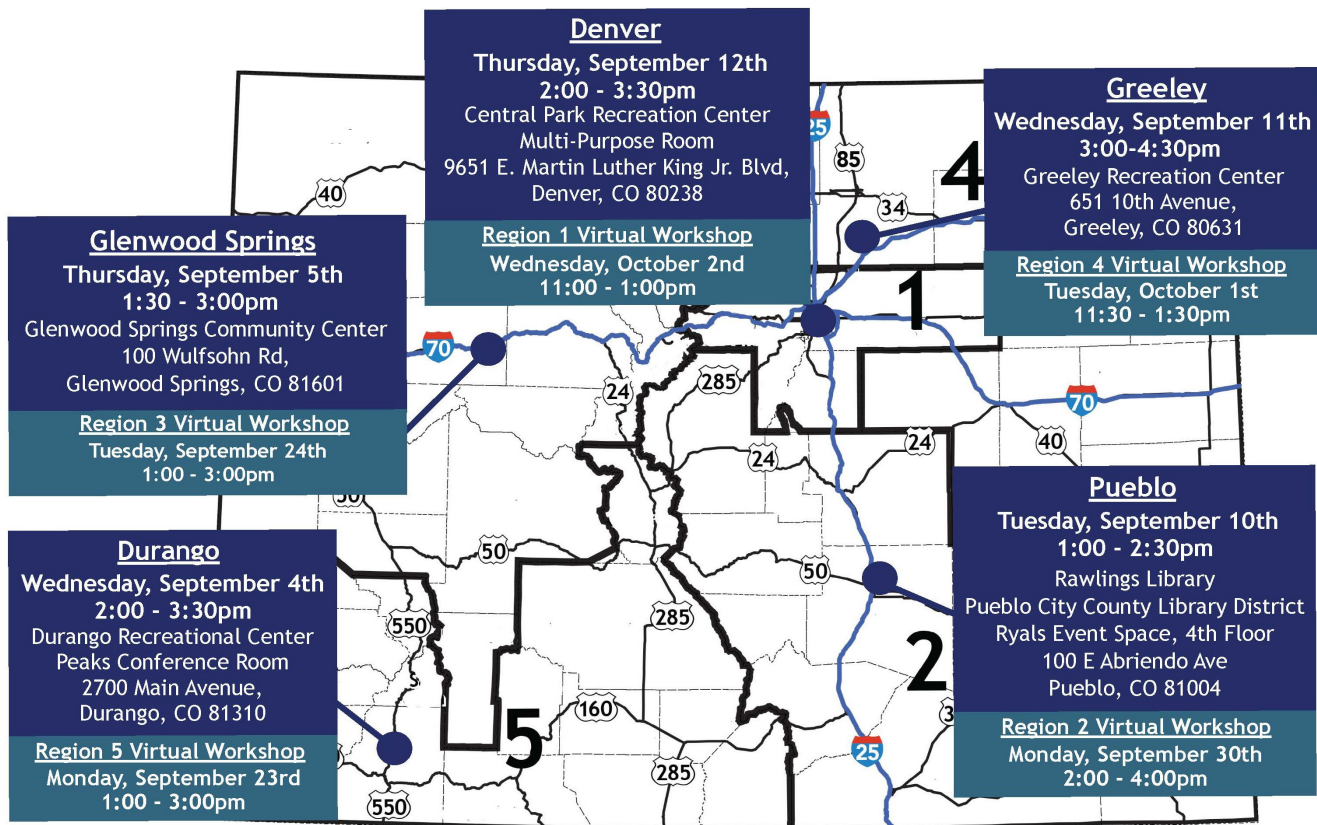 Denver
Thursday, September 12th
2:00 - 3:30pm
Central Park Recreation Center
Multi-Purpose Room
9651 E. Martin Luther King Jr. Blvd,
Denver, CO 80238
Region 1 Virtual Workshop
Wednesday, October 2nd
11:00 - 1:00pm
Greeley
Wednesday, September 11th
3:00-4:30pm
Greeley Recreation Center
651 10th Avenue,
Greeley, CO 80631
Region 4 Virtual Workshop
Tuesday, October 1st
11:30 - 1:30pm
Glenwood Springs
Thursday, September 5th
1:30 - 3:00pm
Glenwood Springs Community Center
100 Wulfsohn Rd,
Glenwood Springs, CO 81601
Region 3 Virtual Workshop
Tuesday, September 24th
1:00 - 3:00pm
Durango
Wednesday, September 4th
2:00 - 3:30pm
Durango Recreational Center
Peaks Conference Room
2700 Main Avenue,
Durango, CO 81310
Region 5 Virtual Workshop
Monday, September 23rd
1:00 - 3:00pm
Pueblo
Tuesday, September 10th
1:00 - 2:30pm
Rawlings Library
Pueblo City County Library District
Ryals Event Space, 4th Floor
100 E Abriendo Ave
Pueblo, CO 81004
Region 2 Virtual Workshop
Monday, September 30th
2:00 - 4:00pm
40
25
85
4
34
1
70
24
285
70
24
40
24
50
50
285
550
2
5
160
25
285
550